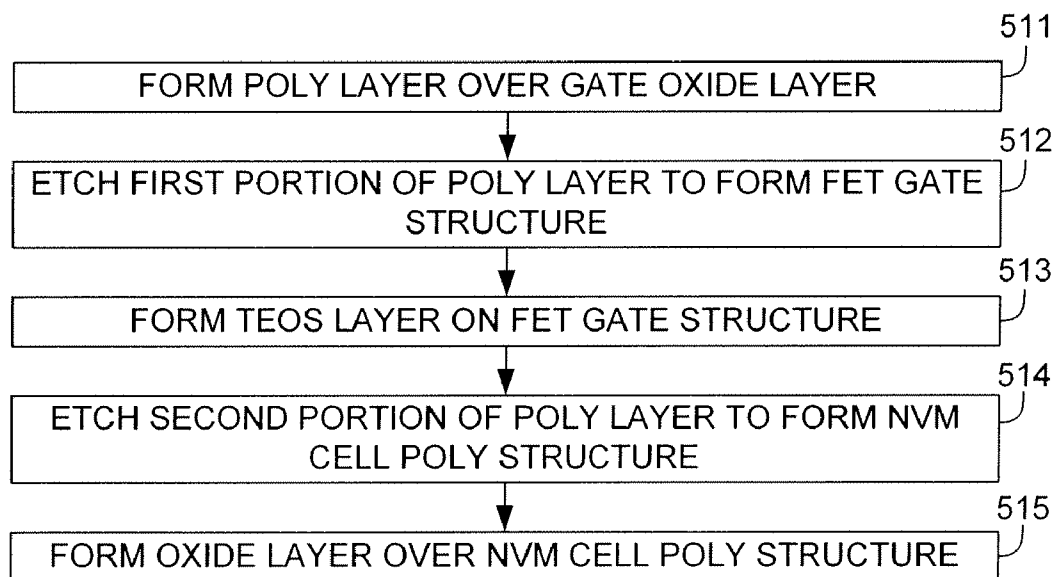 511
FORM POLY LAYER OVER GATE OXIDE LAYER
512
ETCH FIRST PORTION OF POLY LAYER TO FORM FET GATE
STRUCTURE
513
FORM TEOS LAYER ON FET GATE STRUCTURE
514
ETCH SECOND PORTION OF POLY LAYER TO FORM NVM
CELL POLY STRUCTURE
515
FORM OXIDE LAYER OVER NVM CELL POLY STRUCTURE